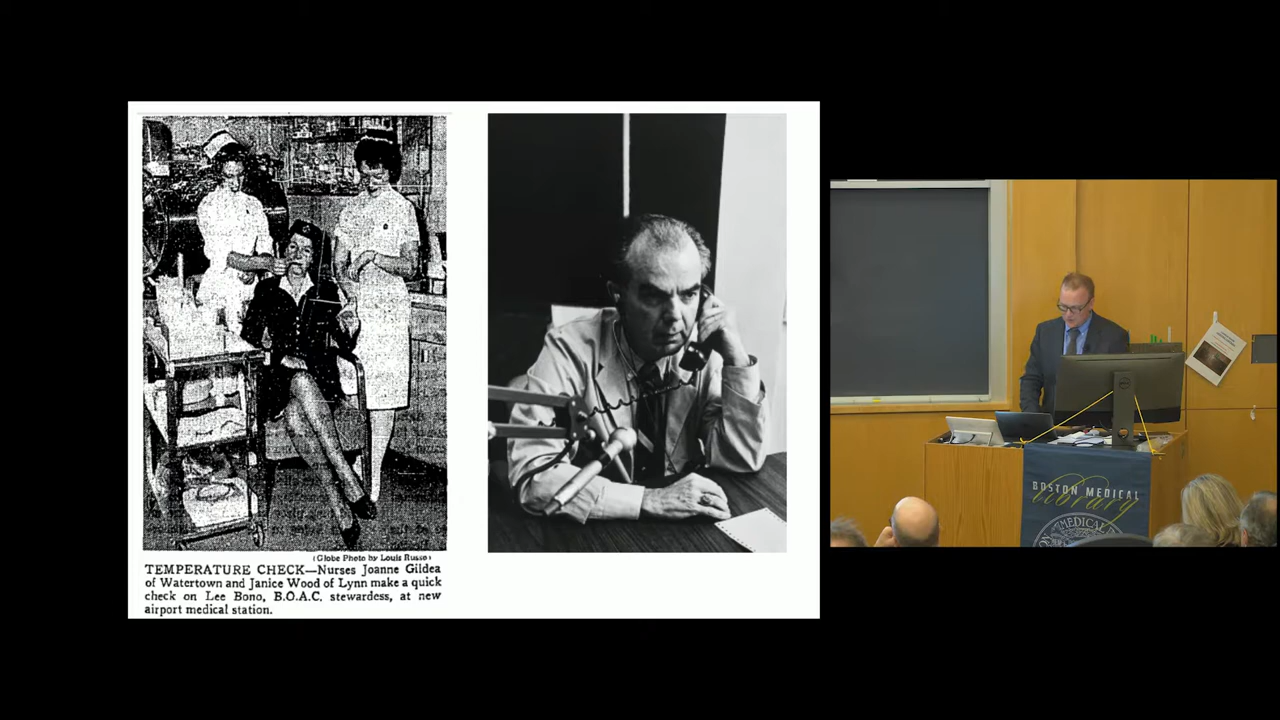 (Globe Photo by Louis Russo)
TEMPERATURE CHECK—Nurses Joanne Gildea
of Watertown and Janice Wood of Lynn make a quick
check on Lee Bono, B.O.A.C. stewardess, at new
airport medical station.
BOSTON MEDICAL
library
MEDICAL